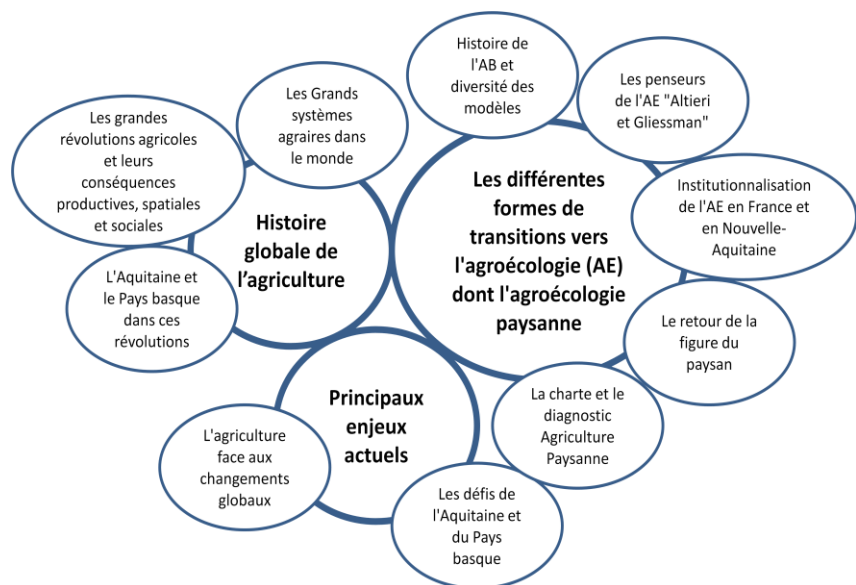 Histoire de
l'AB et
diversité des
modèles
Les penseurs
de l'AE "Altieri
et Gliessman"
Les Grands
systèmes
agraires dans
le monde
Les grandes
révolutions agricoles
et leurs
conséquences
productives, spatiales
et sociales
Les différentes
formes de
transitions vers
l'agroécologie (AE)
dont l'agroécologie
paysanne
Institutionnalisation
de l'AE en France et
en Nouvelle-
Aquitaine
Histoire
globale de
l’agriculture
L'Aquitaine et
le Pays basque
dans ces
révolutions
Le retour de la
figure du
paysan
Principaux
enjeux
actuels
La charte et le
diagnostic
Agriculture
Paysanne
L'agriculture
face aux
changements
globaux
Les défis de
l'Aquitaine et
du Pays
basque